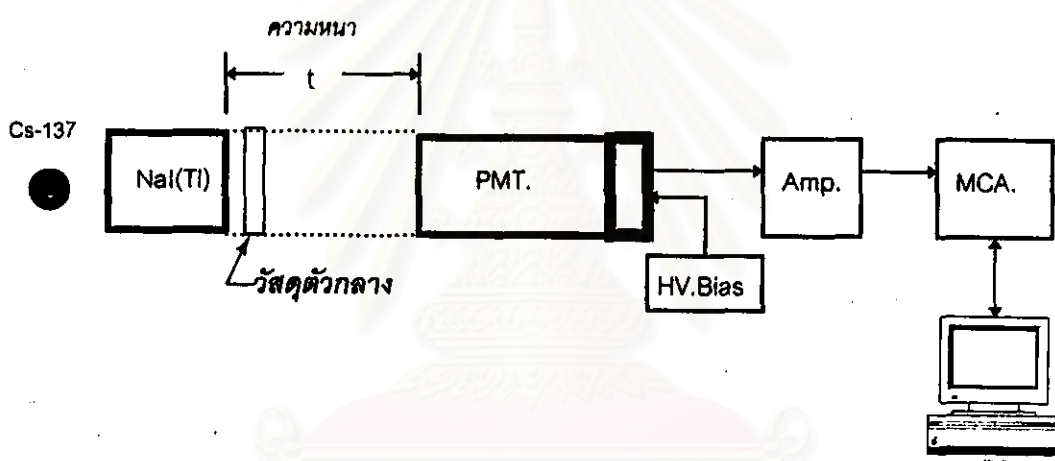 ความหนา
t
Cs-137
NaI(Tl)
PMT.
Amp.
MCA.
วัสดุตัวกลาง
HV.Bias